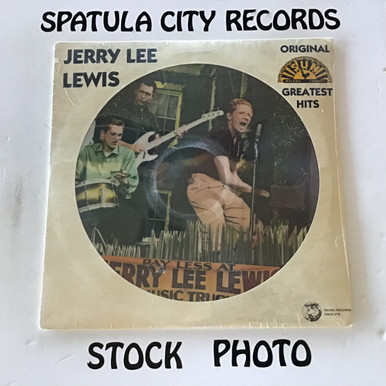 SPATULA CITY RECORDS
JERRY LEE
LEWIS
ORIGINAL
SUN
GREATEST
HITS
PAY LESS AT
JERRY LEE LEWIS
MUSIC TRUC
STOCK PHOTO